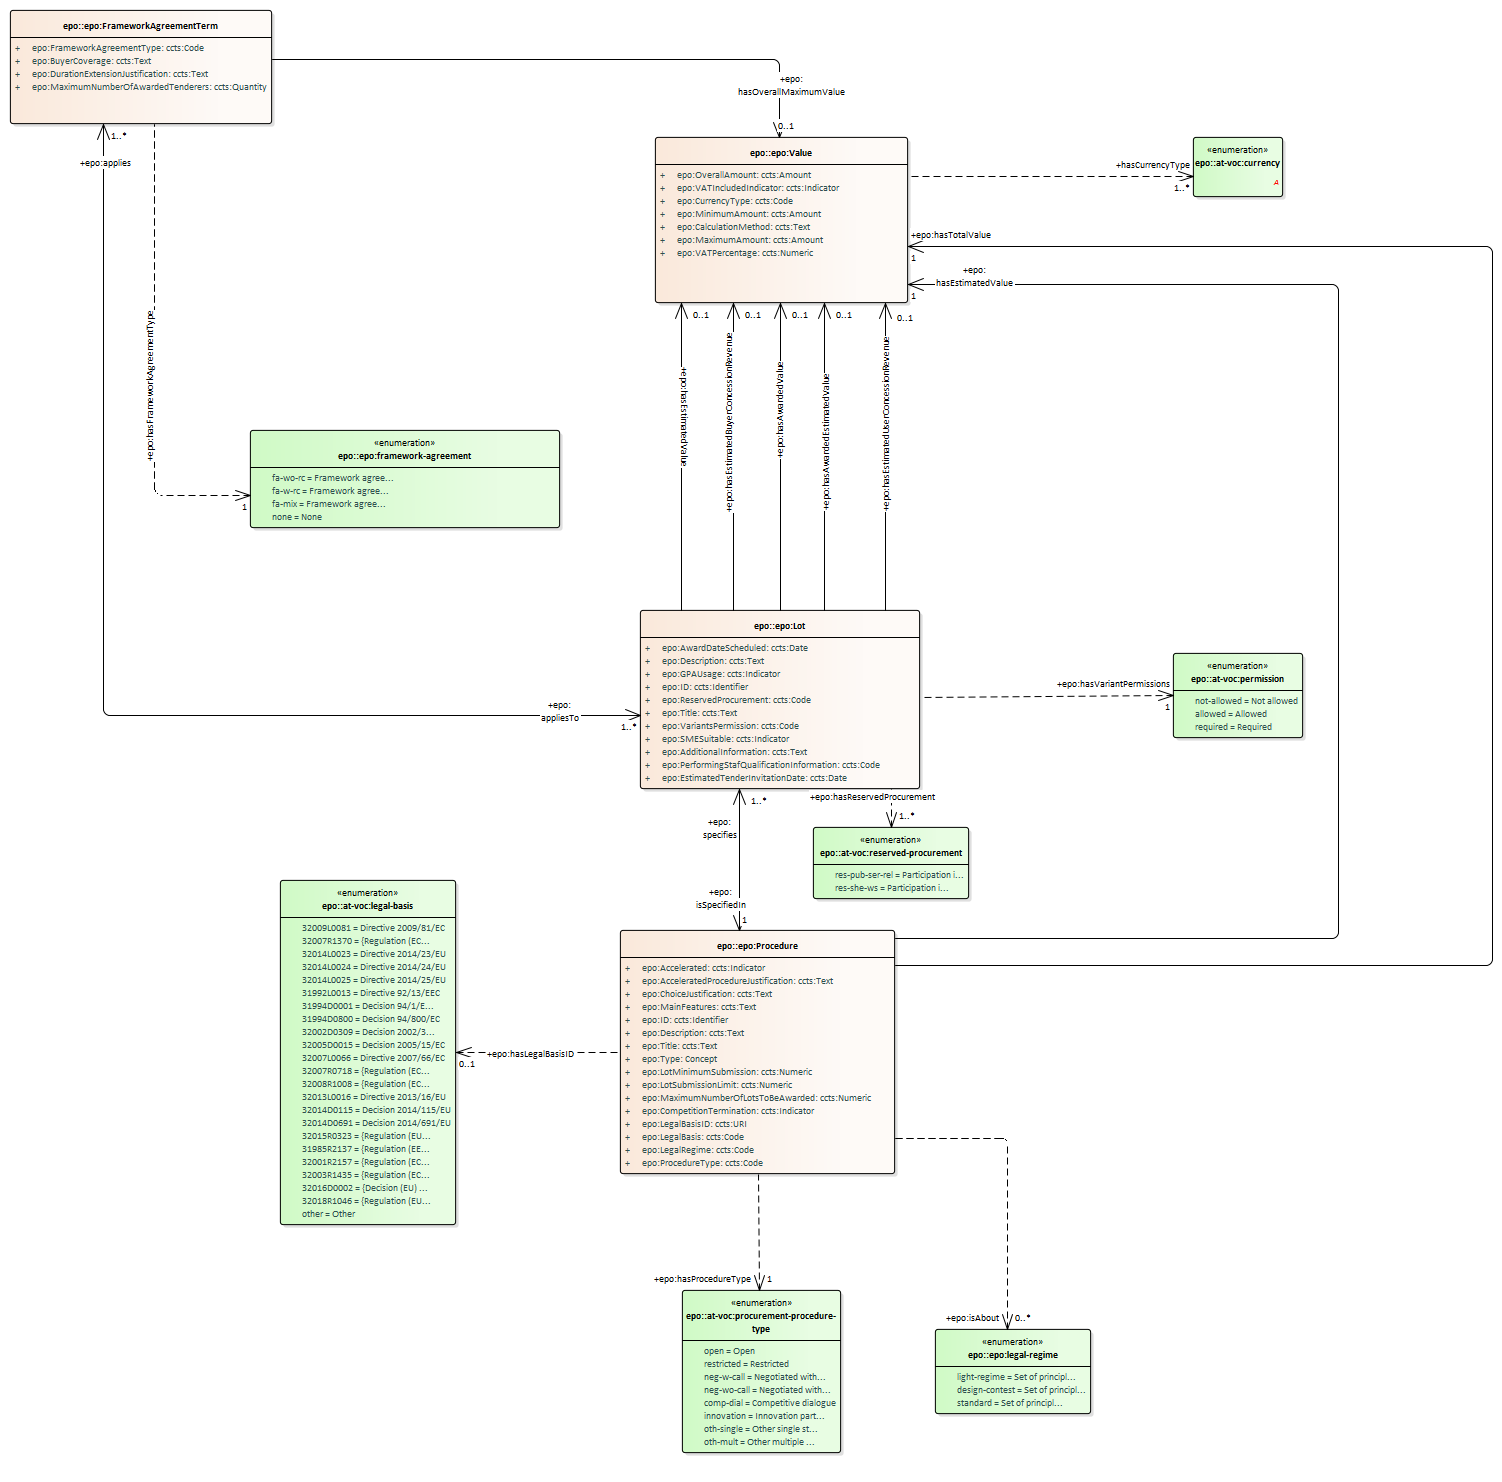 epo::epo:FrameworkAgreementTerm
+ epo:FrameworkAgreementType: ccts:Code
+ epo:BuyerCoverage: ccts:Text
+ epo:DurationExtensionJustification: ccts:Text
+ epo:MaximumNumberOfAwardedTenderers: ccts:Quantity
+epo:
hasOverallMaximumValue
0..1
1..*
+epo:applies
epo::epo:Value
+ epo:OverallAmount: ccts:Amount
+ epo:VATIncludedIndicator: ccts:Indicator
+ epo:CurrencyType: ccts:Code
+ epo:MinimumAmount: ccts:Amount
+ epo:CalculationMethod: ccts:Text
+ epo:MaximumAmount: ccts:Amount
+ epo:VATPercentage: ccts:Numeric
+hasCurrencyType
1..*
«enumeration»
epo::at-voc:currency
A
+epo:hasTotalValue
1
+epo:
hasEstimatedValue
1
0..1
0..1
0..1
0..1
0..1
+epo:hasFrameworkAgreementType
+epo:hasEstimatedValue
+epo:hasEstimatedBuyerConcessionRevenue
+epo:hasAwardedValue
+epo:hasAwardedEstimatedValue
+epo:hasEstimatedUserConcessionRevenue
«enumeration»
epo::epo:framework-agreement
fa-wo-rc = Framework agree...
fa-w-rc = Framework agree...
fa-mix = Framework agree...
none = None
1
epo::epo:Lot
+ epo:AwardDateScheduled: ccts:Date
+ epo:Description: ccts:Text
+ epo:GPAUsage: ccts:Indicator
+ epo:ID: ccts:Identifier
+ epo:ReservedProcurement: ccts:Code
+ epo:Title: ccts:Text
+ epo:VariantsPermission: ccts:Code
+ epo:SMESuitable: ccts:Indicator
+ epo:AdditionalInformation: ccts:Text
+ epo:PerformingStafQualificationInformation: ccts:Code
+ epo:EstimatedTenderInvitationDate: ccts:Date
+epo:
appliesTo
1..*
+epo:hasVariantPermissions
1
«enumeration»
epo::at-voc:permission
not-allowed = Not allowed
allowed = Allowed
required = Required
+epo:hasReservedProcurement
1..*
«enumeration»
epo::at-voc:reserved-procurement
res-pub-ser-rel = Participation i...
res-she-ws = Participation i...
1..*
+epo:
specifies
+epo:
isSpecifiedIn
1
«enumeration»
epo::at-voc:legal-basis
32009L0081 = Directive 2009/81/EC
32007R1370 = {Regulation (EC...
32014L0023 = Directive 2014/23/EU
32014L0024 = Directive 2014/24/EU
32014L0025 = Directive 2014/25/EU
31992L0013 = Directive 92/13/EEC
31994D0001 = Decision 94/1/E...
31994D0800 = Decision 94/800/EC
32002D0309 = Decision 2002/3...
32005D0015 = Decision 2005/15/EC
32007L0066 = Directive 2007/66/EC
32007R0718 = {Regulation (EC...
32008R1008 = {Regulation (EC...
32013L0016 = Directive 2013/16/EU
32014D0115 = Decision 2014/115/EU
32014D0691 = Decision 2014/691/EU
32015R0323 = {Regulation (EU...
31985R2137 = {Regulation (EE...
32001R2157 = {Regulation (EC...
32003R1435 = {Regulation (EC...
32016D0002 = {Decision (EU) ...
32018R1046 = {Regulation (EU...
other = Other
+epo:hasLegalBasisID
0..1
epo::epo:Procedure
+ epo:Accelerated: ccts:Indicator
+ epo:AcceleratedProcedureJustification: ccts:Text
+ epo:ChoiceJustification: ccts:Text
+ epo:MainFeatures: ccts:Text
+ epo:ID: ccts:Identifier
+ epo:Description: ccts:Text
+ epo:Title: ccts:Text
+ epo:Type: Concept
+ epo:LotMinimumSubmission: ccts:Numeric
+ epo:LotSubmissionLimit: ccts:Numeric
+ epo:MaximumNumberOfLotsToBeAwarded: ccts:Numeric
+ epo:CompetitionTermination: ccts:Indicator
+ epo:LegalBasisID: ccts:URI
+ epo:LegalBasis: ccts:Code
+ epo:LegalRegime: ccts:Code
+ epo:ProcedureType: ccts:Code
+epo:hasProcedureType
1
«enumeration»
epo::at-voc:procurement-procedure-
type
open = Open
restricted = Restricted
neg-w-call = Negotiated with...
neg-wo-call = Negotiated with...
comp-dial = Competitive dialogue
innovation = Innovation part...
oth-single = Other single st...
oth-mult = Other multiple ...
+epo:isAbout
0..*
«enumeration»
epo::epo:legal-regime
light-regime = Set of principl...
design-contest = Set of principl...
standard = Set of principl...